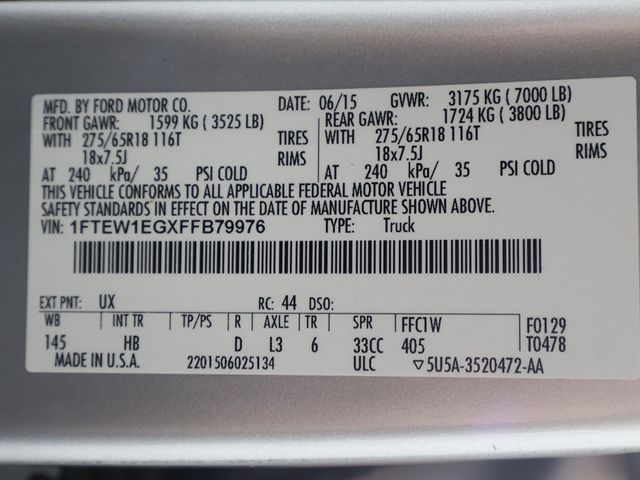 MFD. BY FORD MOTOR CO. DATE: 06/15 GVWR: 3175 KG ( 7000 LB)
FRONT GAWR: 1599 KG ( 3525 LB) REAR GAWR: 1724 KG ( 3800 LB)
WITH 275/65R18 116T TIRES WITH 275/65R18 116T TIRES
18x7.5J RIMS 18x7.5J RIMS
AT 240 kPa/ 35 PSI COLD AT 240 kPa/ 35 PSI COLD
THIS VEHICLE CONFORMS TO ALL APPLICABLE FEDERAL MOTOR VEHICLE
SAFETY STANDARDS IN EFFECT ON THE DATE OF MANUFACTURE SHOWN ABOVE.
VIN: 1FTEW1EGXFFB79976 TYPE: Truck
EXT PNT: UX RC: 44 DSO:
WB INT TR TP/PS R AXLE TR SPR FFC1W F0129
145 HB D L3 6 33CC 405 T0478
MADE IN U.S.A. 2201506025134 ULC ▽5U5A-3520472-AA